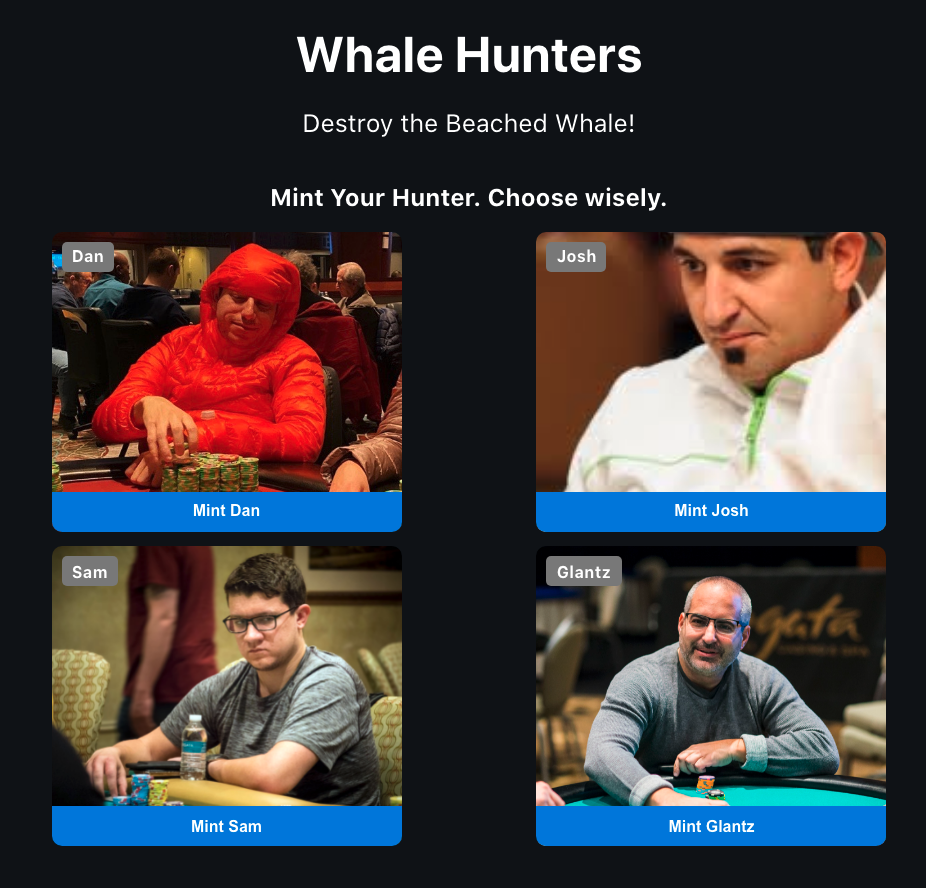 Whale Hunters
Destroy the Beached Whale!
Mint Your Hunter. Choose wisely.
Dan
Josh
Mint Dan
Mint Josh
Sam
Glantz
Mint Sam
Mint Glantz